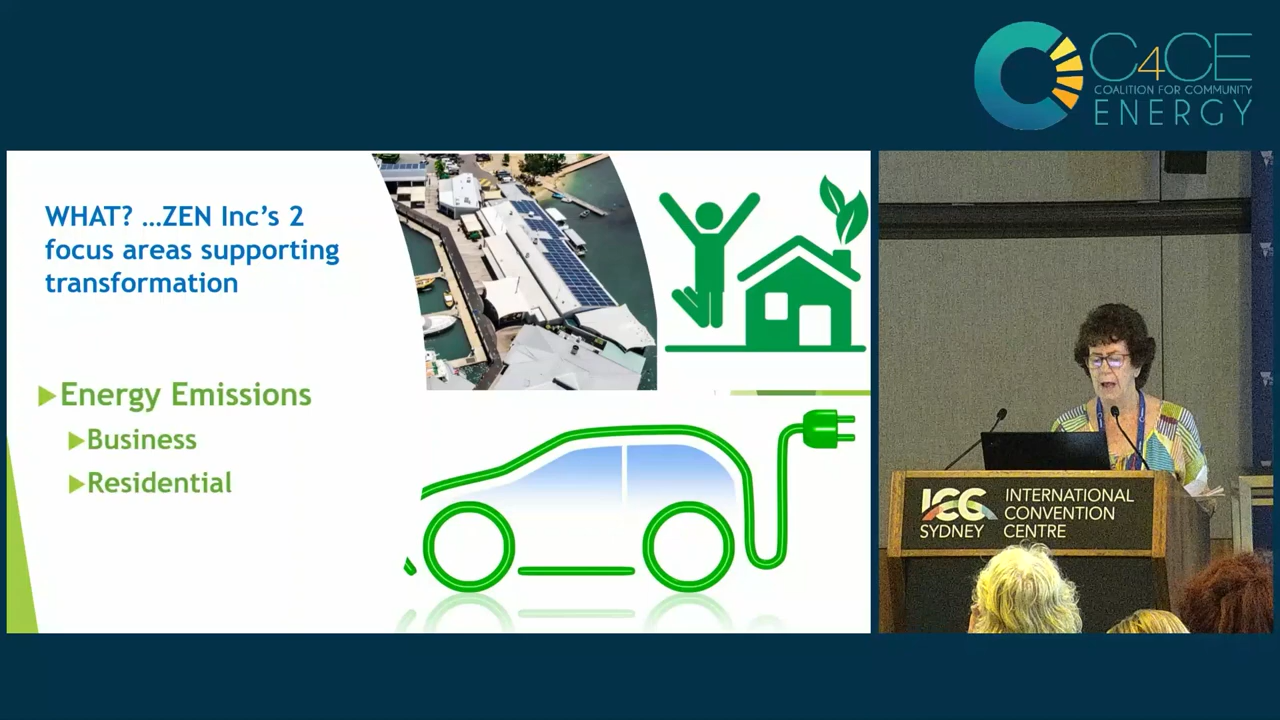 C4CE
COALITION FOR COMMUNITY
ENERGY
WHAT? ...ZEN Inc's 2
focus areas supporting
transformation
Energy Emissions
Business
Residential
ICC
SYDNEY
INTERNATIONAL
CONVENTION
CENTRE